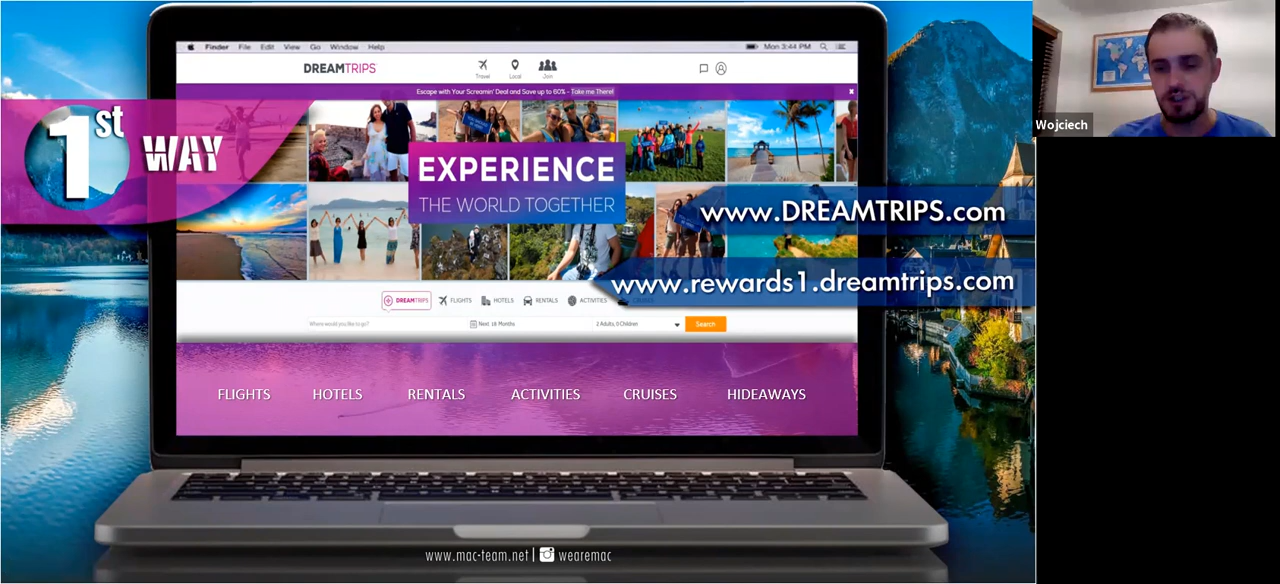 Finder File Edit View Go Window Help
Mon 3:44 PM
DREAMTRIPS
Travel Local Join
Escape with Your Screamin' Deal and Save up to 60% - Take me There!
1st WAY
EXPERIENCE
THE WORLD TOGETHER
www.DREAMTRIPS.com
www.rewards1.dreamtrips.com
DREAMTRIPS FLIGHTS HOTELS RENTALS ACTIVITIES CRUISES
Where would you like to go? Next 18 Months 2 Adults, 0 Children Search
FLIGHTS HOTELS RENTALS ACTIVITIES CRUISES HIDEAWAYS
www.mac-team.net | wearemac
Wojciech